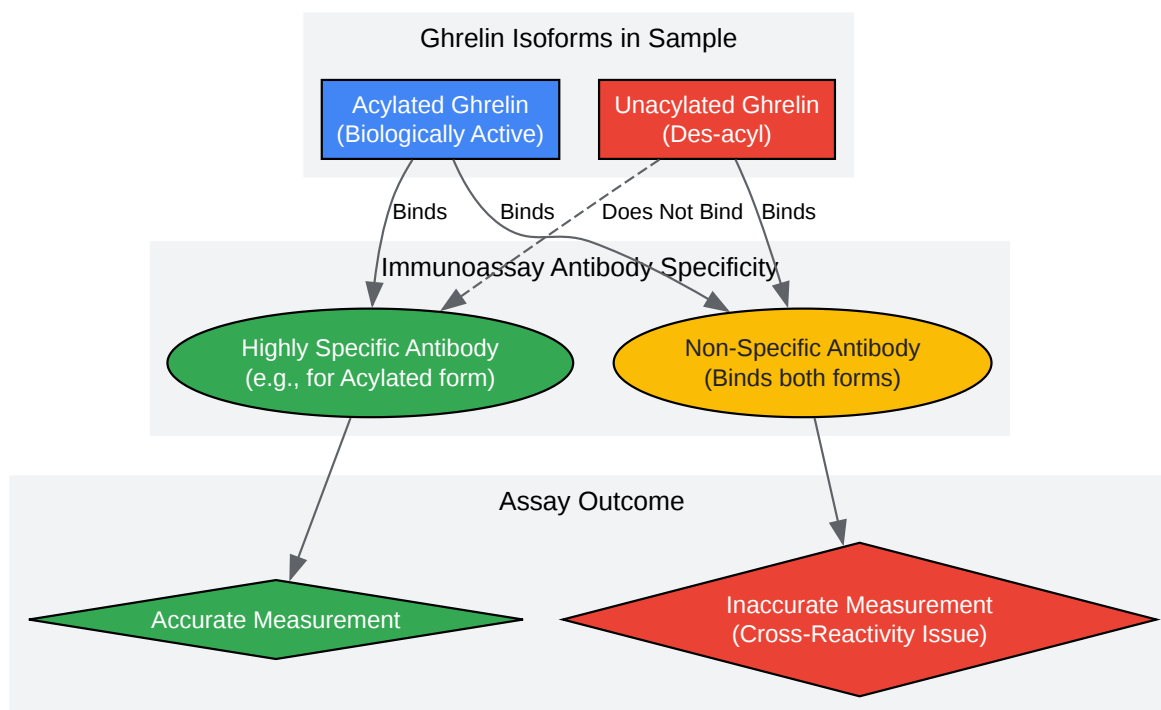 Ghrelin Isoforms in Sample
Acylated Ghrelin
(Biologically Active)
Unacylated Ghrelin
(Des-acyl)
Binds
Binds
Does Not Bind
Binds
Immunoassay Antibody Specificity
Highly Specific Antibody
(e.g., for Acylated form)
Non-Specific Antibody
(Binds both forms)
Assay Outcome
Accurate Measurement
Inaccurate Measurement
(Cross-Reactivity Issue)